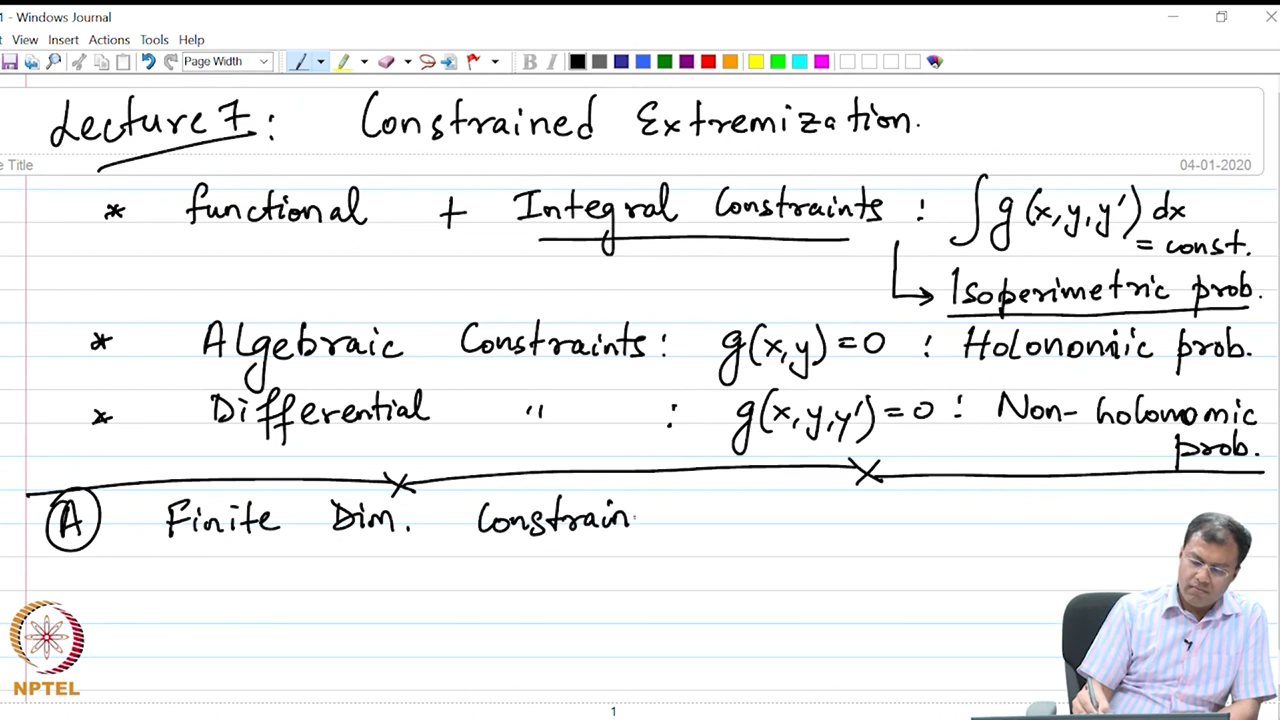 1 - Windows Journal
View Insert Actions Tools Help
Page Width
B I
Lecture 7: Constrained Extremization.
e Title
04-01-2020
* functional + Integral Constraints : ∫ g(x, y, y') dx
= const.
↳ Isoperimetric prob.
* Algebraic Constraints : g(x,y) = 0 : Holonomic prob.
* Differential " : g(x, y, y') = 0 : Non-holonomic
prob.
A Finite Dim. Constrain
NPTEL
1